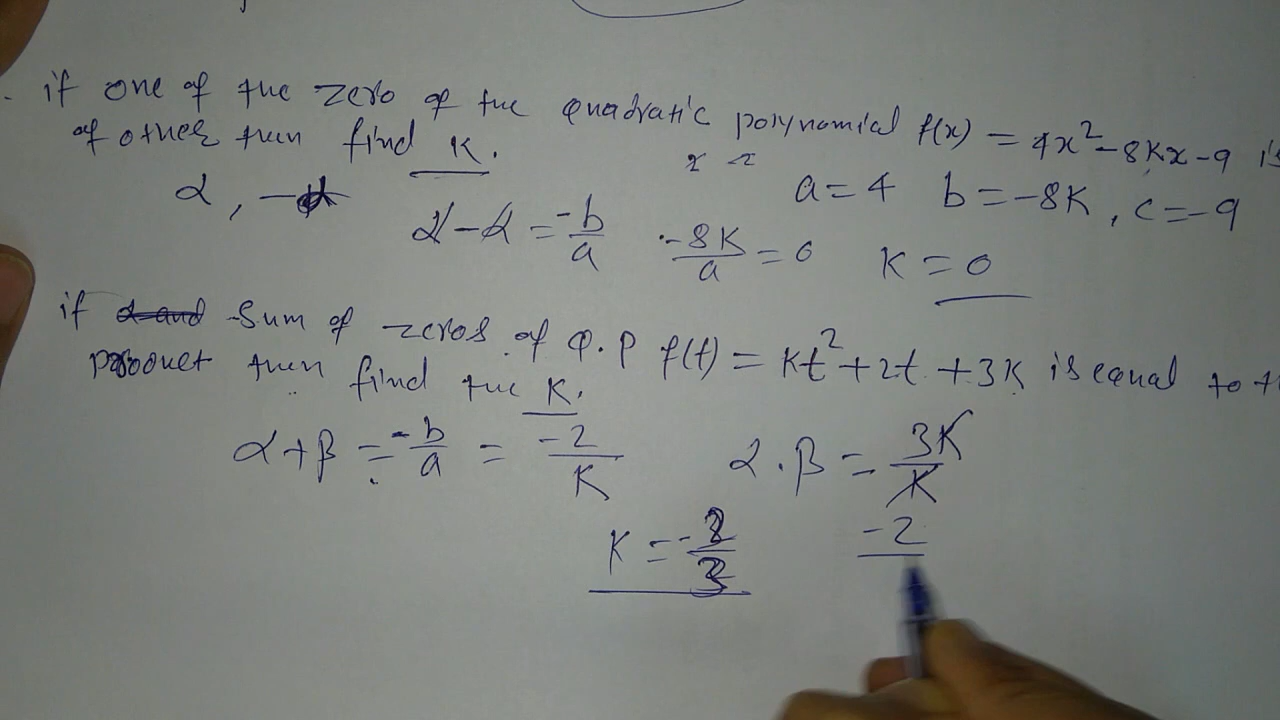 if one of the zero of the quadratic polynomial f(x) = 4x²-8Kx-9 is
of other then find K.
α, -α
a=4 b=-8K, c=-9
α-α = -b/a -8K/a = 0 K = 0
if Sum of zeros of Q.P f(t) = Kt²+2t+3K is equal to
product then find the K.
α+β = -b/a = -2/K α.β = 3K/K
K = -2/3 -2